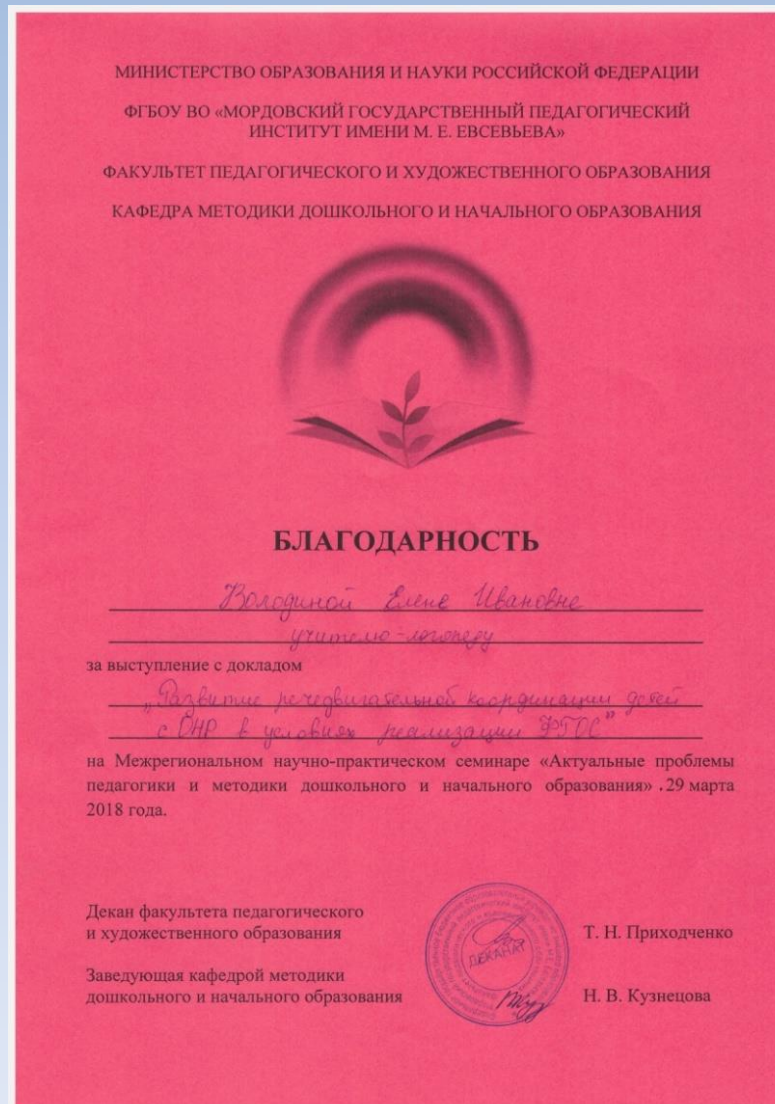 МИНИСТЕРСТВО ОБРАЗОВАНИЯ И НАУКИ РОССИЙСКОЙ ФЕДЕРАЦИИ
ФГБОУ ВО «МОРДОВСКИЙ ГОСУДАРСТВЕННЫЙ ПЕДАГОГИЧЕСКИЙ
ИНСТИТУТ ИМЕНИ М. Е. ЕВСЕВЬЕВА»
ФАКУЛЬТЕТ ПЕДАГОГИЧЕСКОГО И ХУДОЖЕСТВЕННОГО ОБРАЗОВАНИЯ
КАФЕДРА МЕТОДИКИ ДОШКОЛЬНОГО И НАЧАЛЬНОГО ОБРАЗОВАНИЯ
БЛАГОДАРНОСТЬ
Володиной Елене Ивановне
учителю-логопеду
за выступление с докладом
„Развитие речедвигательной координации детей
с ОНР в условиях реализации ФГОС"
на Межрегиональном научно-практическом семинаре «Актуальные проблемы
педагогики и методики дошкольного и начального образования» .29 марта
2018 года.
Декан факультета педагогического
и художественного образования Т. Н. Приходченко
ДЕКАНАТ
Заведующая кафедрой методики
дошкольного и начального образования Н. В. Кузнецова